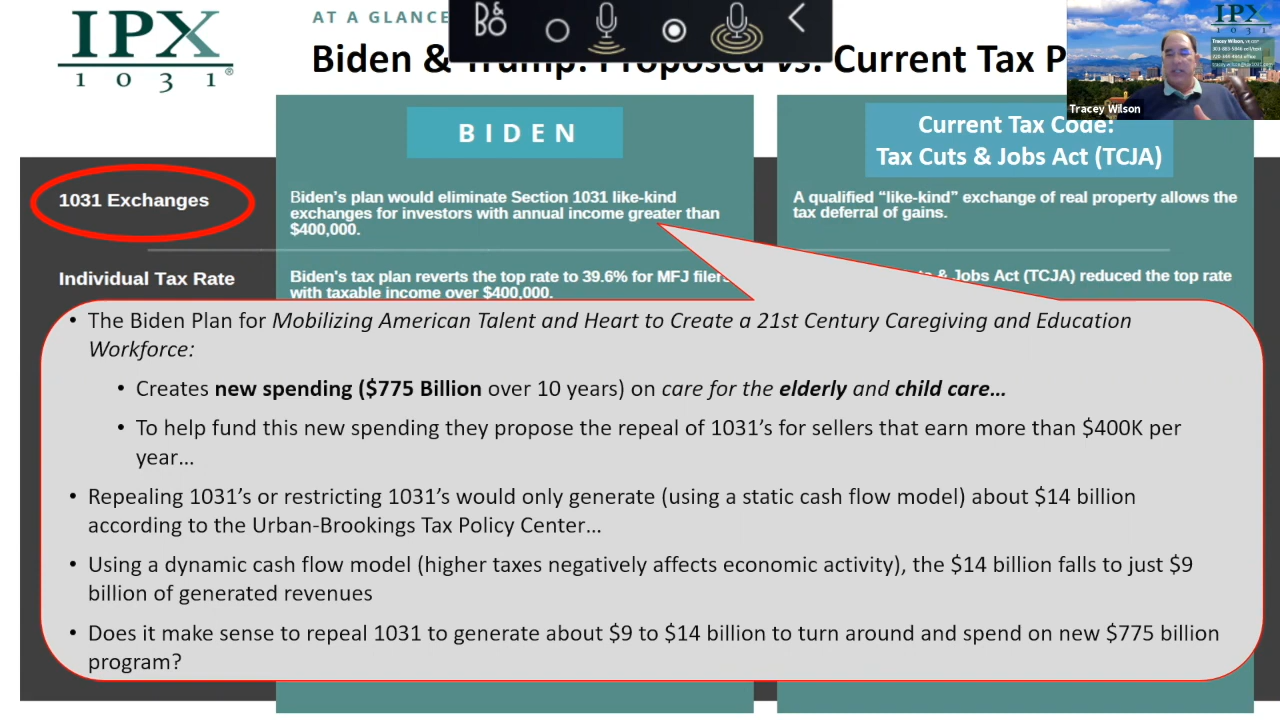 IPX
1031®
AT A GLANCE
B&O
Biden & Trump: Proposed vs. Current Tax P
IPX
1031
Tracey Wilson
BIDEN
Current Tax Code:
Tax Cuts & Jobs Act (TCJA)
1031 Exchanges
Biden's plan would eliminate Section 1031 like-kind
exchanges for investors with annual income greater than
$400,000.
A qualified “like-kind” exchange of real property allows the
tax deferral of gains.
Individual Tax Rate
Biden's tax plan reverts the top rate to 39.6% for MFJ filers
with taxable income over $400,000.
& Jobs Act (TCJA) reduced the top rate
• The Biden Plan for Mobilizing American Talent and Heart to Create a 21st Century Caregiving and Education
Workforce:
• Creates new spending ($775 Billion over 10 years) on care for the elderly and child care…
• To help fund this new spending they propose the repeal of 1031’s for sellers that earn more than $400K per
year…
• Repealing 1031’s or restricting 1031’s would only generate (using a static cash flow model) about $14 billion
according to the Urban-Brookings Tax Policy Center…
• Using a dynamic cash flow model (higher taxes negatively affects economic activity), the $14 billion falls to just $9
billion of generated revenues
• Does it make sense to repeal 1031 to generate about $9 to $14 billion to turn around and spend on new $775 billion
program?